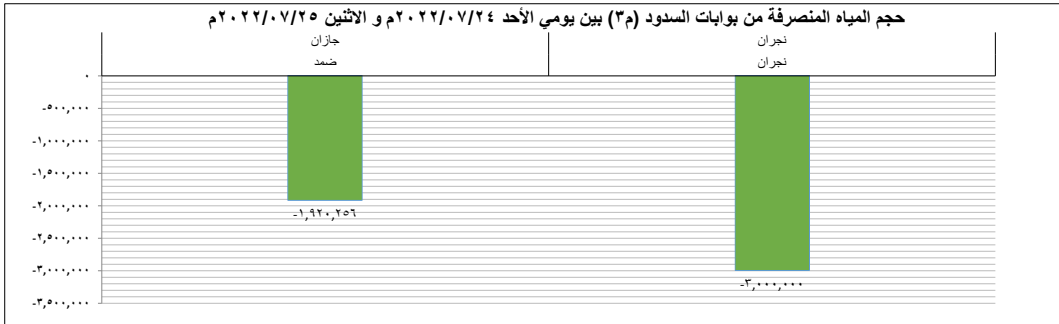 حجم المياه المنصرفة من بوابات السدود (م٣) بين يومي الأحد ٢٠٢٢/٠٧/٢٤م و الاثنين ٢٠٢٢/٠٧/٢٥م
جازان
نجران
ضمد
نجران
٠
-٥٠٠,٠٠٠
-١,٠٠٠,٠٠٠
-١,٥٠٠,٠٠٠
-٢,٠٠٠,٠٠٠
-٢,٥٠٠,٠٠٠
-٣,٠٠٠,٠٠٠
-٣,٥٠٠,٠٠٠
-١,٩٢٠,٢٥٦
-٣,٠٠٠,٠٠٠